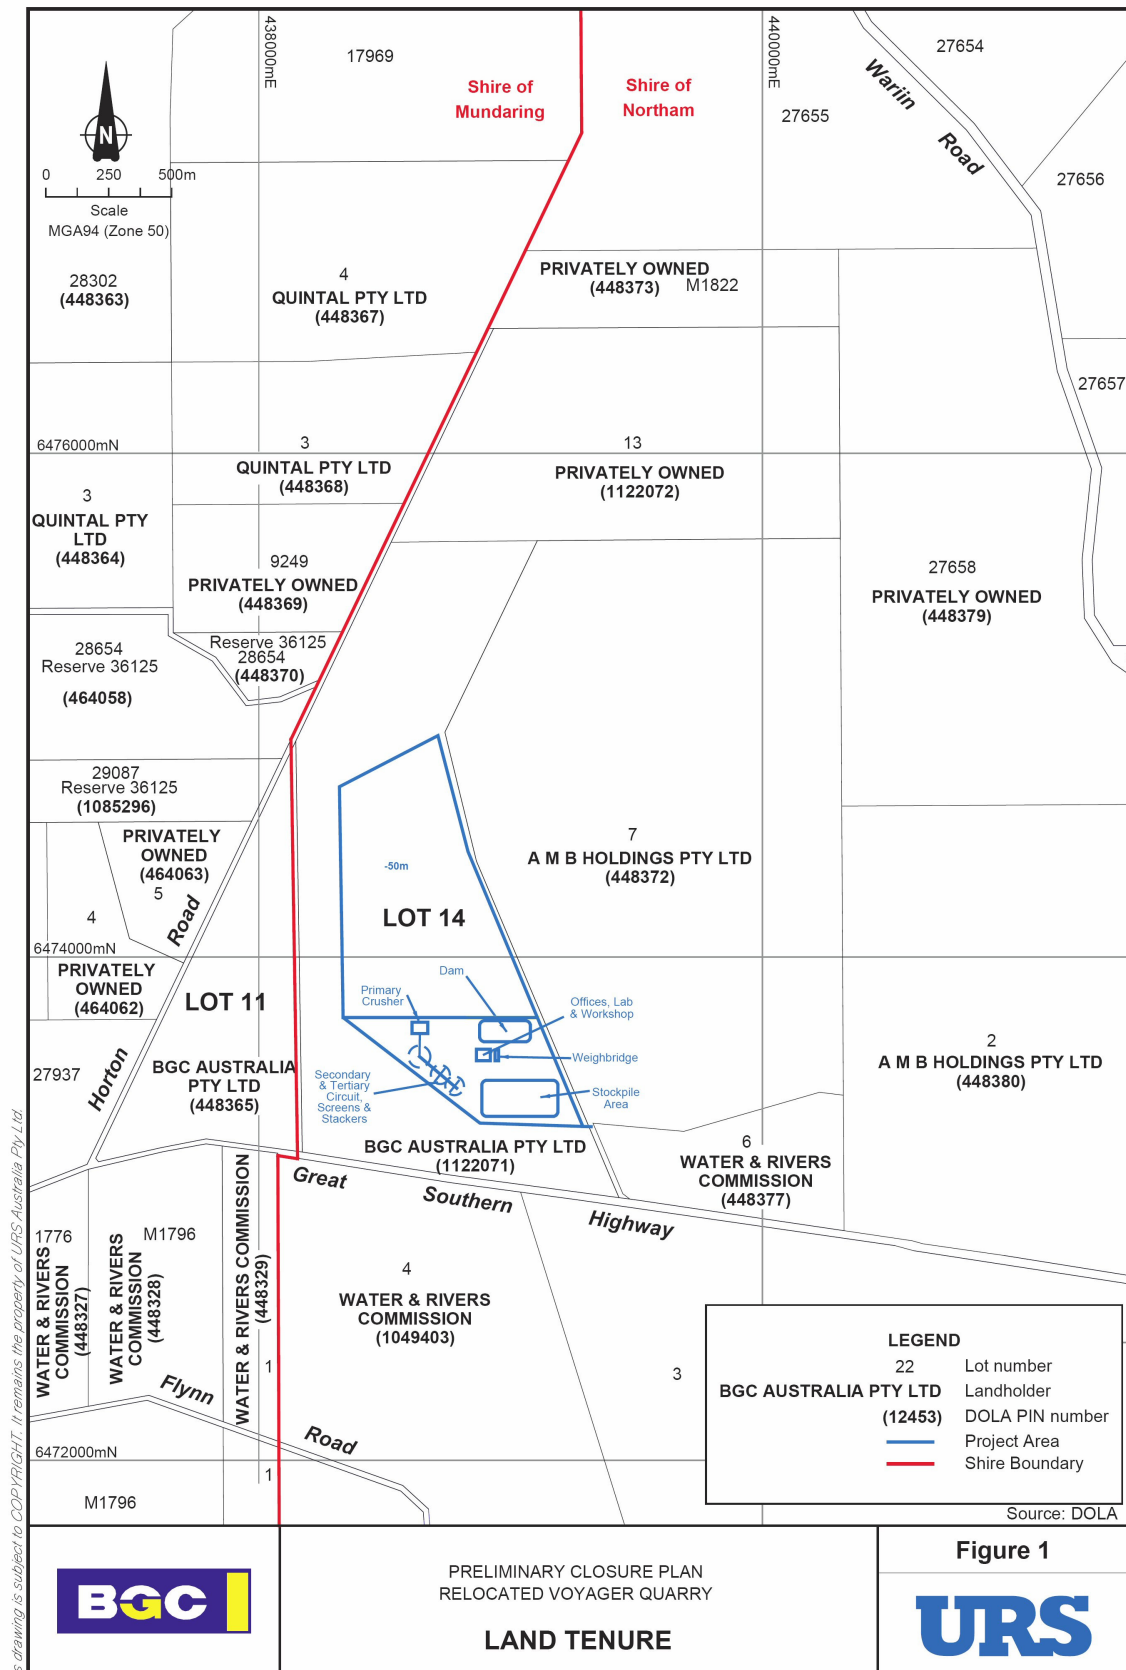 438000mE
440000mE
17969
Shire of
Mundaring
Shire of
Northam
Wariin
Road
27654
27655
27656
N
0 250 500m
Scale
MGA94 (Zone 50)
28302
(448363)
4
QUINTAL PTY LTD
(448367)
PRIVATELY OWNED
(448373)
M1822
27657
6476000mN
3
QUINTAL PTY LTD
(448368)
13
PRIVATELY OWNED
(1122072)
3
QUINTAL PTY
LTD
(448364)
9249
PRIVATELY OWNED
(448369)
27658
PRIVATELY OWNED
(448379)
28654
Reserve 36125
(464058)
Reserve 36125
28654
(448370)
29087
Reserve 36125
(1085296)
PRIVATELY
OWNED
(464063)
5
4
Road
-50m
LOT 14
7
A M B HOLDINGS PTY LTD
(448372)
6474000mN
PRIVATELY
OWNED
(464062)
LOT 11
Dam
Primary
Crusher
Offices, Lab
& Workshop
Weighbridge
27937
Horton
BGC AUSTRALIA
PTY LTD
(448365)
Secondary
& Tertiary
Circuit,
Screens &
Stackers
Stockpile
Area
2
A M B HOLDINGS PTY LTD
(448380)
BGC AUSTRALIA PTY LTD
(1122071)
6
WATER & RIVERS
COMMISSION
(448377)
Great
Southern
Highway
1776
WATER & RIVERS
COMMISSION
(448327)
M1796
WATER & RIVERS
COMMISSION
(448328)
WATER & RIVERS COMMISSION
(448329)
1
4
WATER & RIVERS
COMMISSION
(1049403)
3
Flynn
Road
6472000mN
1
M1796
LEGEND
22 Lot number
BGC AUSTRALIA PTY LTD Landholder
(12453) DOLA PIN number
Project Area
Shire Boundary
Source: DOLA
s drawing is subject to COPYRIGHT. It remains the property of URS Australia Pty Ltd.
BGC
PRELIMINARY CLOSURE PLAN
RELOCATED VOYAGER QUARRY
LAND TENURE
Figure 1
URS